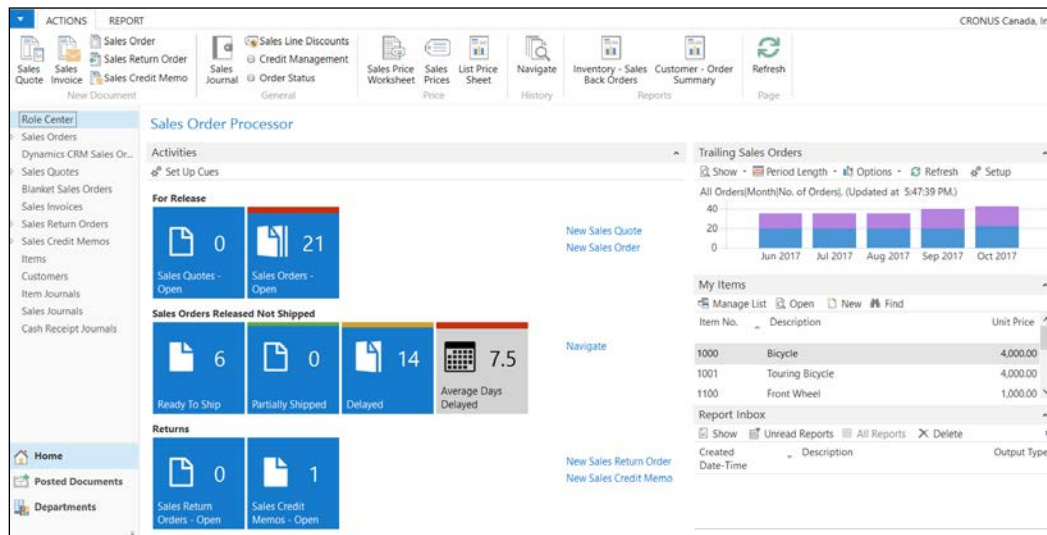 ACTIONS REPORT
CRONUS Canada, In
Sales Quote
Sales Invoice
Sales Order
Sales Return Order
Sales Credit Memo
New Document
Sales Journal
Sales Line Discounts
Credit Management
Order Status
General
Sales Price Worksheet
Sales Prices
List Price Sheet
Price
Navigate
History
Inventory - Sales Back Orders
Customer - Order Summary
Reports
Refresh
Page
Role Center
Sales Orders
Dynamics CRM Sales Or...
Sales Quotes
Blanket Sales Orders
Sales Invoices
Sales Return Orders
Sales Credit Memos
Items
Customers
Item Journals
Sales Journals
Cash Receipt Journals
Home
Posted Documents
Departments
Sales Order Processor
Activities
Set Up Cues
For Release
0
Sales Quotes -
Open
21
Sales Orders -
Open
New Sales Quote
New Sales Order
Sales Orders Released Not Shipped
6
Ready To Ship
0
Partially Shipped
14
Delayed
7.5
Average Days
Delayed
Navigate
Returns
0
Sales Return
Orders - Open
1
Sales Credit
Memos - Open
New Sales Return Order
New Sales Credit Memo
Trailing Sales Orders
Show Period Length Options Refresh Setup
All Orders|Month|No. of Orders|. (Updated at 5:47:39 PM.)
40
20
0
Jun 2017 Jul 2017 Aug 2017 Sep 2017 Oct 2017
My Items
Manage List Open New Find
Item No. Description Unit Price
1000 Bicycle 4,000.00
1001 Touring Bicycle 4,000.00
1100 Front Wheel 1,000.00
Report Inbox
Show Unread Reports All Reports Delete
Created
Date-Time Description Output Type